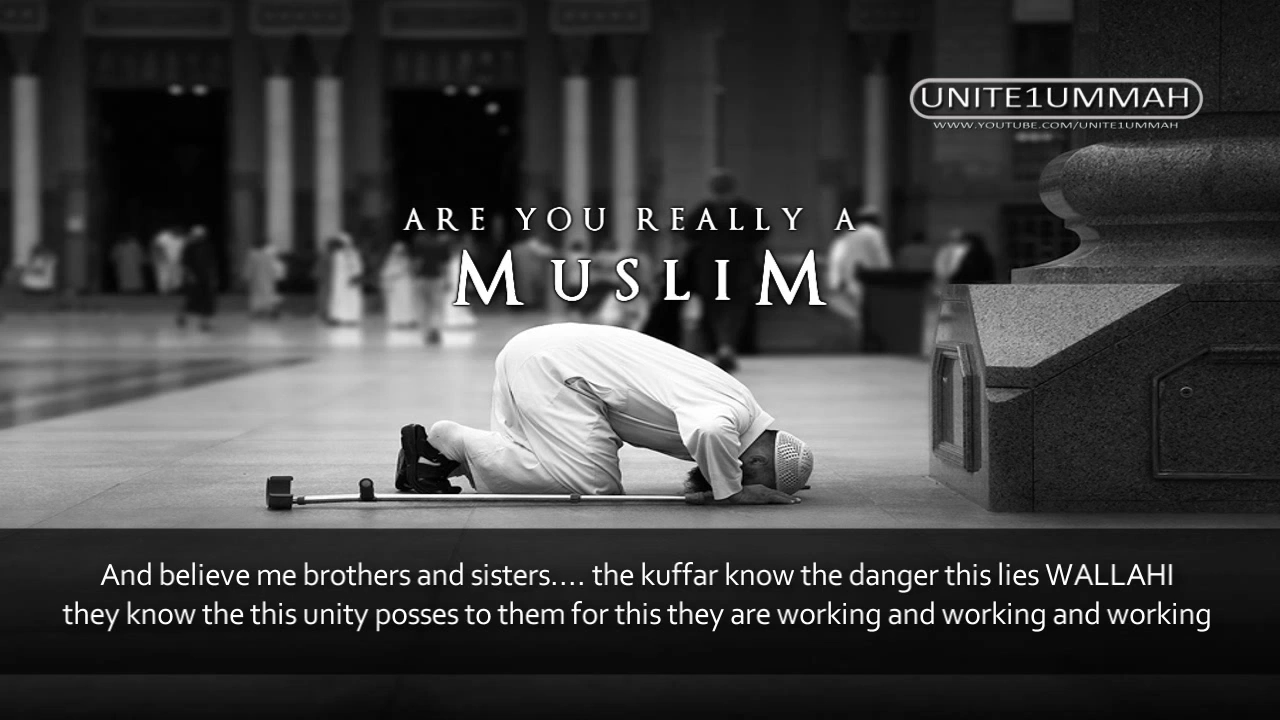 UNITE1UMMAH
WWW.YOUTUBE.COM/UNITE1UMMAH
ARE YOU REALLY A
MUSLIM
And believe me brothers and sisters.... the kuffar know the danger this lies WALLAHI
they know the this unity posses to them for this they are working and working and working